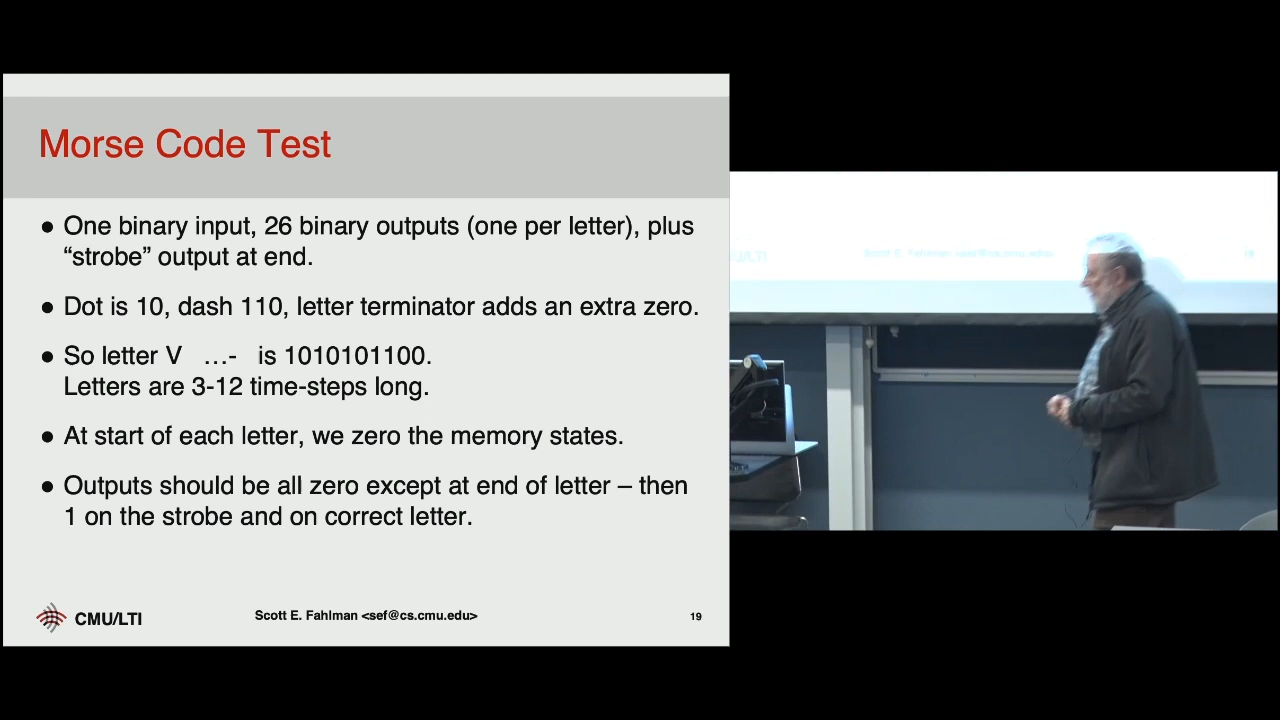 Morse Code Test
● One binary input, 26 binary outputs (one per letter), plus
“strobe” output at end.
● Dot is 10, dash 110, letter terminator adds an extra zero.
● So letter V …- is 1010101100.
Letters are 3-12 time-steps long.
● At start of each letter, we zero the memory states.
● Outputs should be all zero except at end of letter – then
1 on the strobe and on correct letter.
CMU/LTI
Scott E. Fahlman <sef@cs.cmu.edu>
19